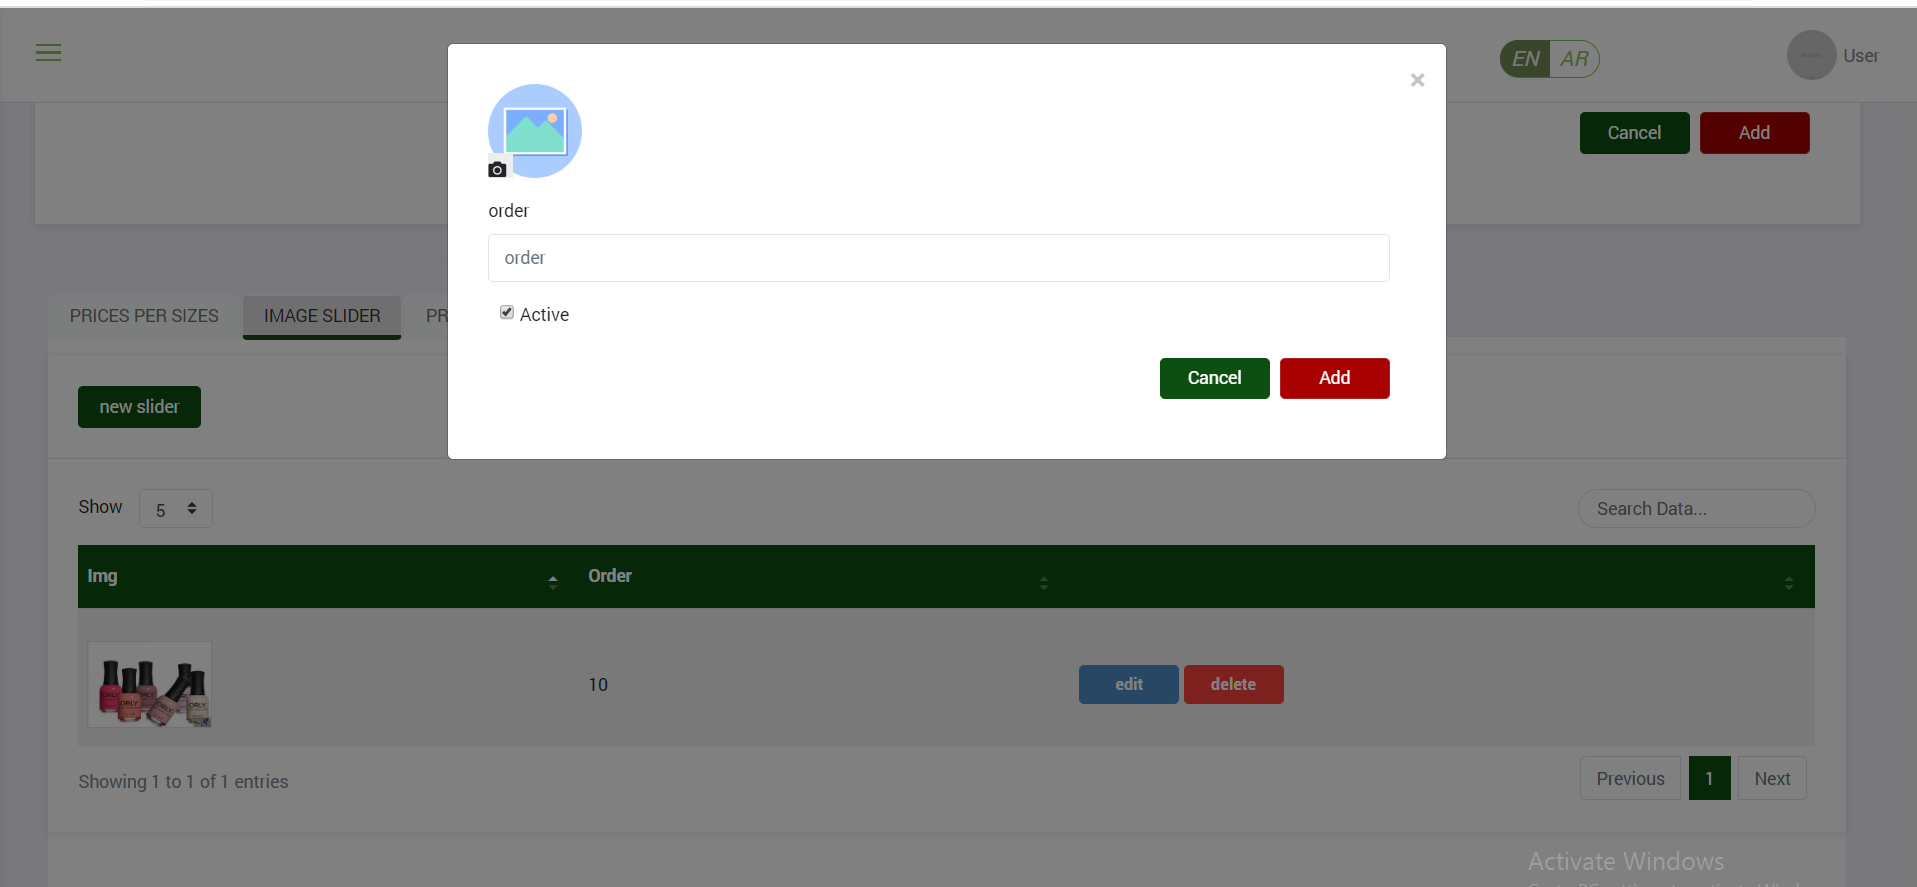 EN AR
User
Cancel Add
order
order
Active
Cancel Add
PRICES PER SIZES IMAGE SLIDER PR
new slider
Show 5
Search Data...
Img Order
ORLY
10 edit delete
Showing 1 to 1 of 1 entries
Previous 1 Next
Activate Windows